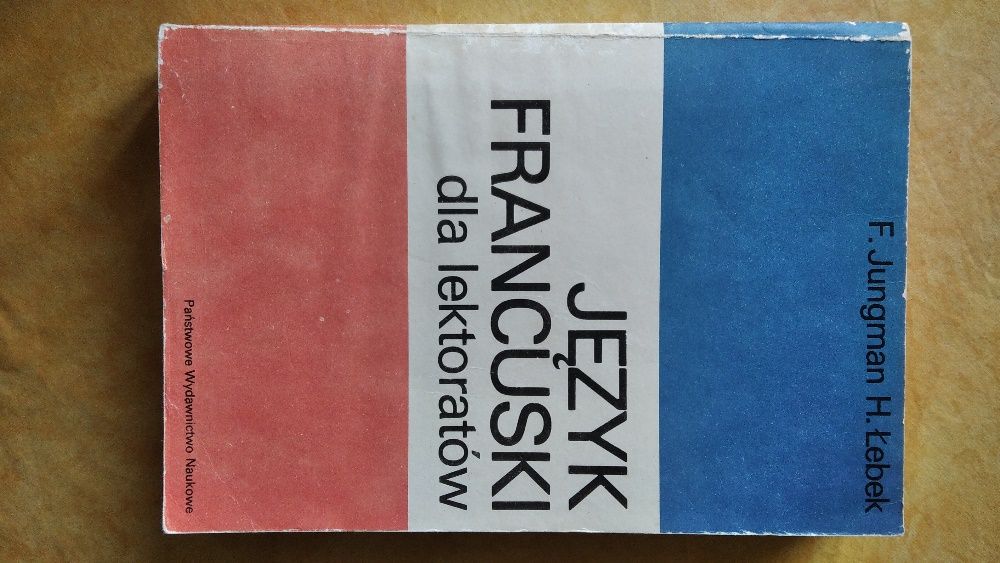 F. Jungman H. Łebek
JĘZYK
FRANCUSKI
dla lektoratów
Państwowe Wydawnictwo Naukowe